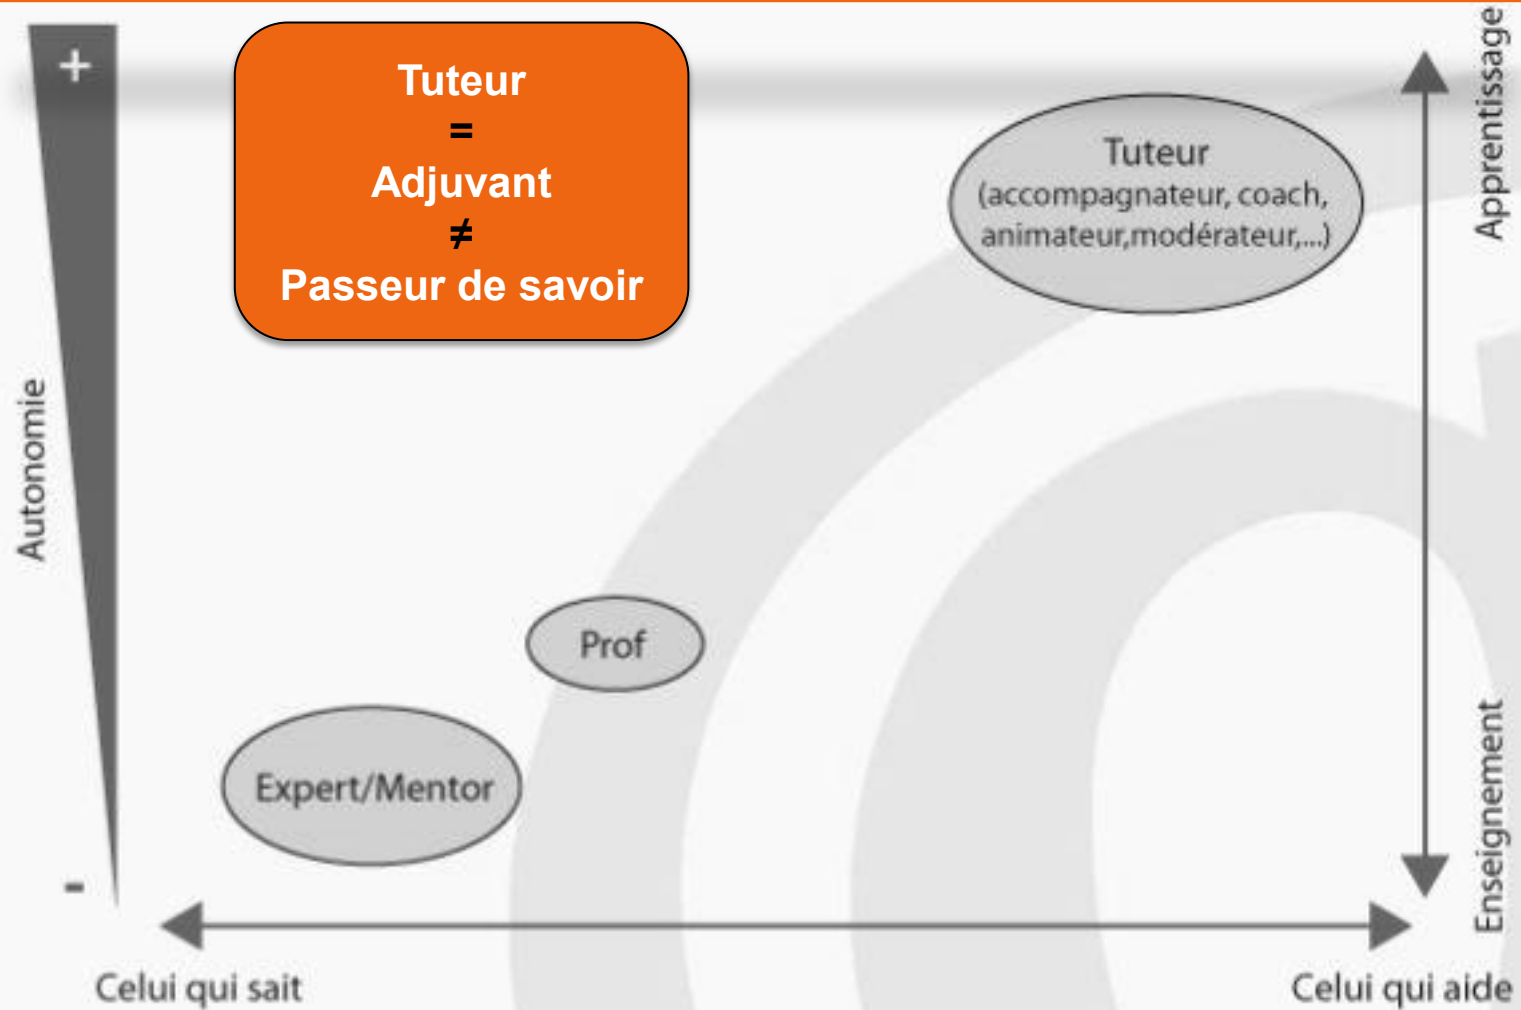 +
Tuteur
=
Adjuvant
≠
Passeur de savoir
Tuteur
(accompagnateur, coach,
animateur,modérateur,...)
Apprentissage
Autonomie
Prof
Expert/Mentor
Enseignement
-
Celui qui sait
Celui qui aide